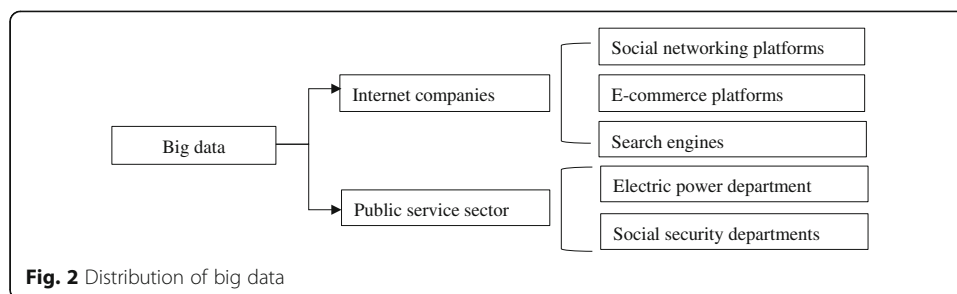 Social networking platforms
Internet companies
E-commerce platforms
Big data
Search engines
Public service sector
Electric power department
Social security departments
Fig. 2 Distribution of big data